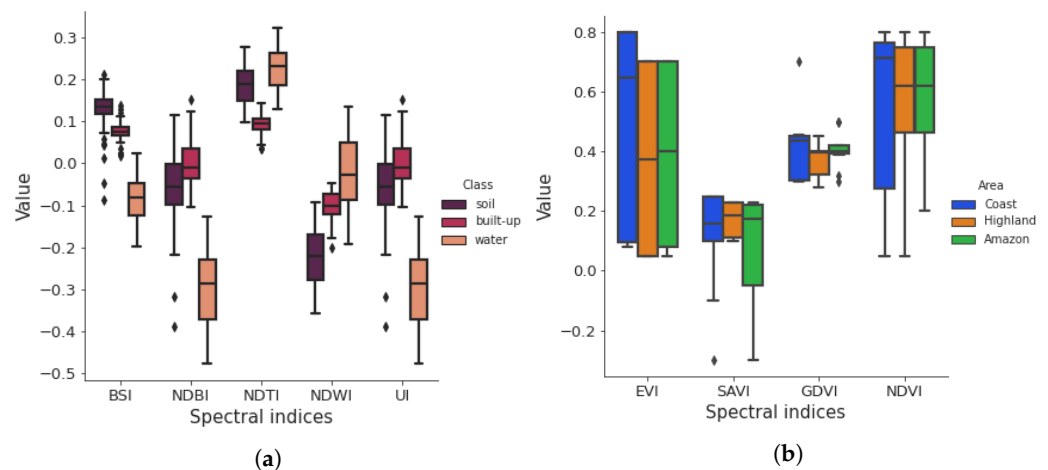 0.3
0.2
0.1
0.0
−0.1
−0.2
−0.3
−0.4
−0.5
Value
BSI NDBI NDTI NDWI UI
Spectral indices
Class
soil
built-up
water
(a)
0.8
0.6
0.4
0.2
0.0
−0.2
Value
EVI SAVI GDVI NDVI
Spectral indices
Area
Coast
Highland
Amazon
(b)